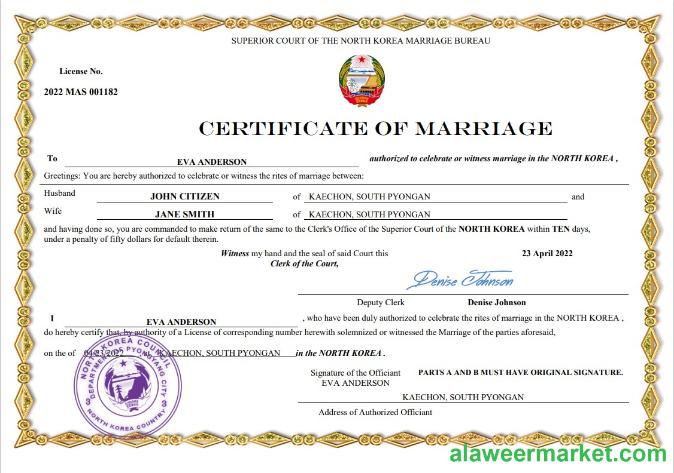 SUPERIOR COURT OF THE NORTH KOREA MARRIAGE BUREAU
License No.
2022 MAS 001182
CERTIFICATE OF MARRIAGE
To EVA ANDERSON authorized to celebrate or witness marriage in the NORTH KOREA ,
Greetings: You are hereby authorized to celebrate or witness the rites of marriage between:
Husband JOHN CITIZEN of KAECHON, SOUTH PYONGAN and
Wife JANE SMITH of KAECHON, SOUTH PYONGAN
and having done so, you are commanded to make return of the same to the Clerk's Office of the Superior Court of the NORTH KOREA within TEN days,
under a penalty of fifty dollars for default therein.
Witness my hand and the seal of said Court this 23 April 2022
Clerk of the Court,
Denise Johnson
Deputy Clerk Denise Johnson
I EVA ANDERSON , who have been duly authorized to celebrate the rites of marriage in the NORTH KOREA ,
do hereby certify that, by authority of a License of corresponding number herewith solemnized or witnessed the Marriage of the parties aforesaid,
on the of 04/23/2022 at KAECHON, SOUTH PYONGAN in the NORTH KOREA .
NORTH KOREA COUNCIL
DEPARTMENT OF PYONGYANG CITY
3 3
NORTH KOREA COUNTRY
Signature of the Officiant PARTS A AND B MUST HAVE ORIGINAL SIGNATURE.
EVA ANDERSON
KAECHON, SOUTH PYONGAN
Address of Authorized Officiant
alaweermarket.com